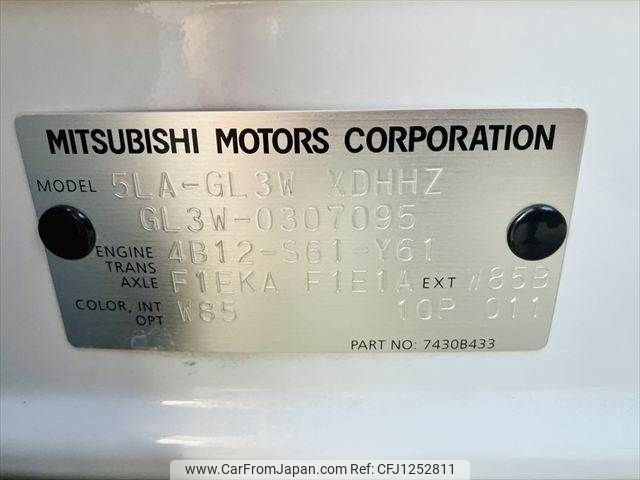 MITSUBISHI MOTORS CORPORATION
MODEL 5LA-GL3W XDHHZ
GL3W-0307095
ENGINE 4B12-S61-Y61
TRANS
AXLE F1EKA F1E1A EXT W85B
COLOR, INT W85 10P 011
OPT
PART NO: 7430B433
www.CarFromJapan.com | CFJ1252811